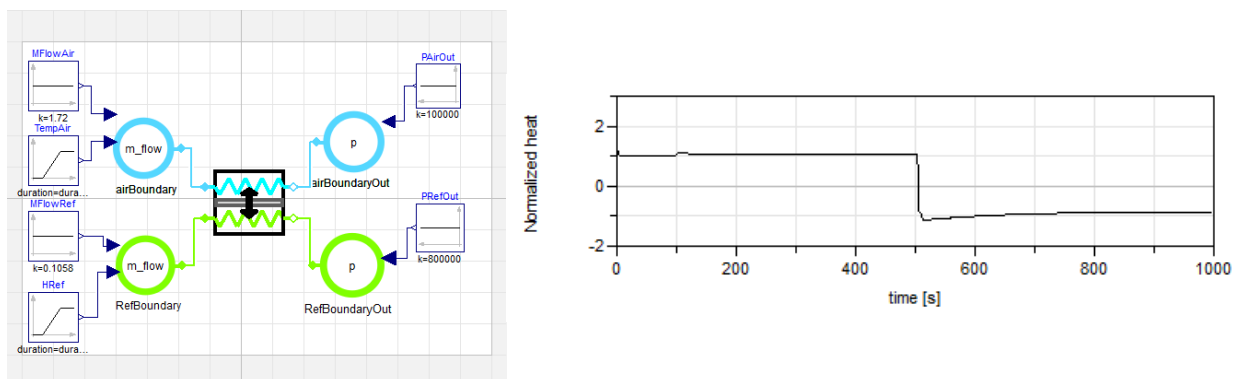 MFlowAir
k=1.72
TempAir
duration=dura...
m_flow
airBoundary
MFlowRef
k=0.1058
HRef
duration=dura...
m_flow
RefBoundary
PAirOut
k=100000
p
airBoundaryOut
PRefOut
k=800000
p
RefBoundaryOut
Normalized heat
2
0
-2
0 200 400 600 800 1000
time [s]